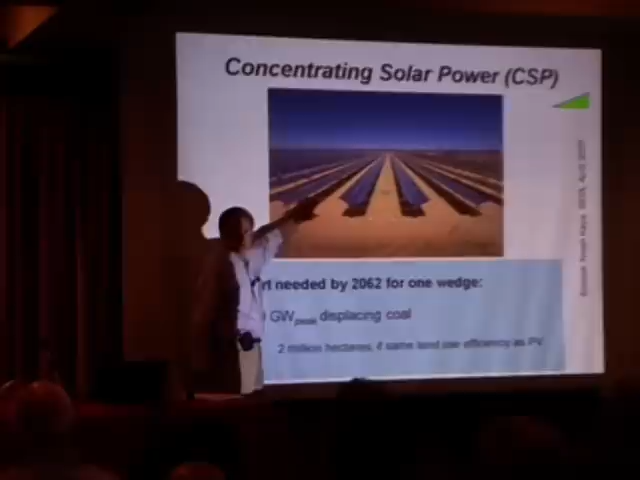 Concentrating Solar Power (CSP)
rt needed by 2062 for one wedge:
GWpeak displacing coal
2 million hectares, if same land use efficiency as PV